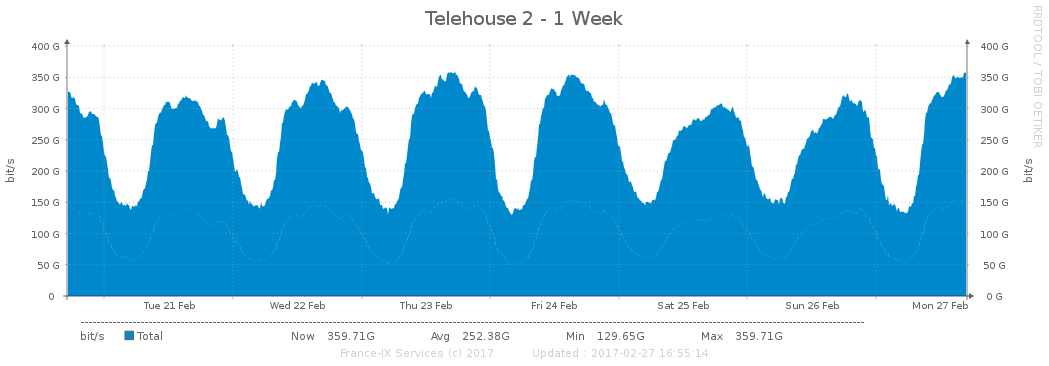 Telehouse 2 - 1 Week
RRDTOOL / TOBI OETIKER
400 G 400 G
350 G 350 G
300 G 300 G
250 G 250 G
200 G 200 G
150 G 150 G
100 G 100 G
50 G 50 G
0 0 G
bit/s bit/s
Tue 21 Feb Wed 22 Feb Thu 23 Feb Fri 24 Feb Sat 25 Feb Sun 26 Feb Mon 27 Feb
bit/s Total Now 359.71G Avg 252.38G Min 129.65G Max 359.71G
France-IX Services (c) 2017 Updated : 2017-02-27 16:55:14